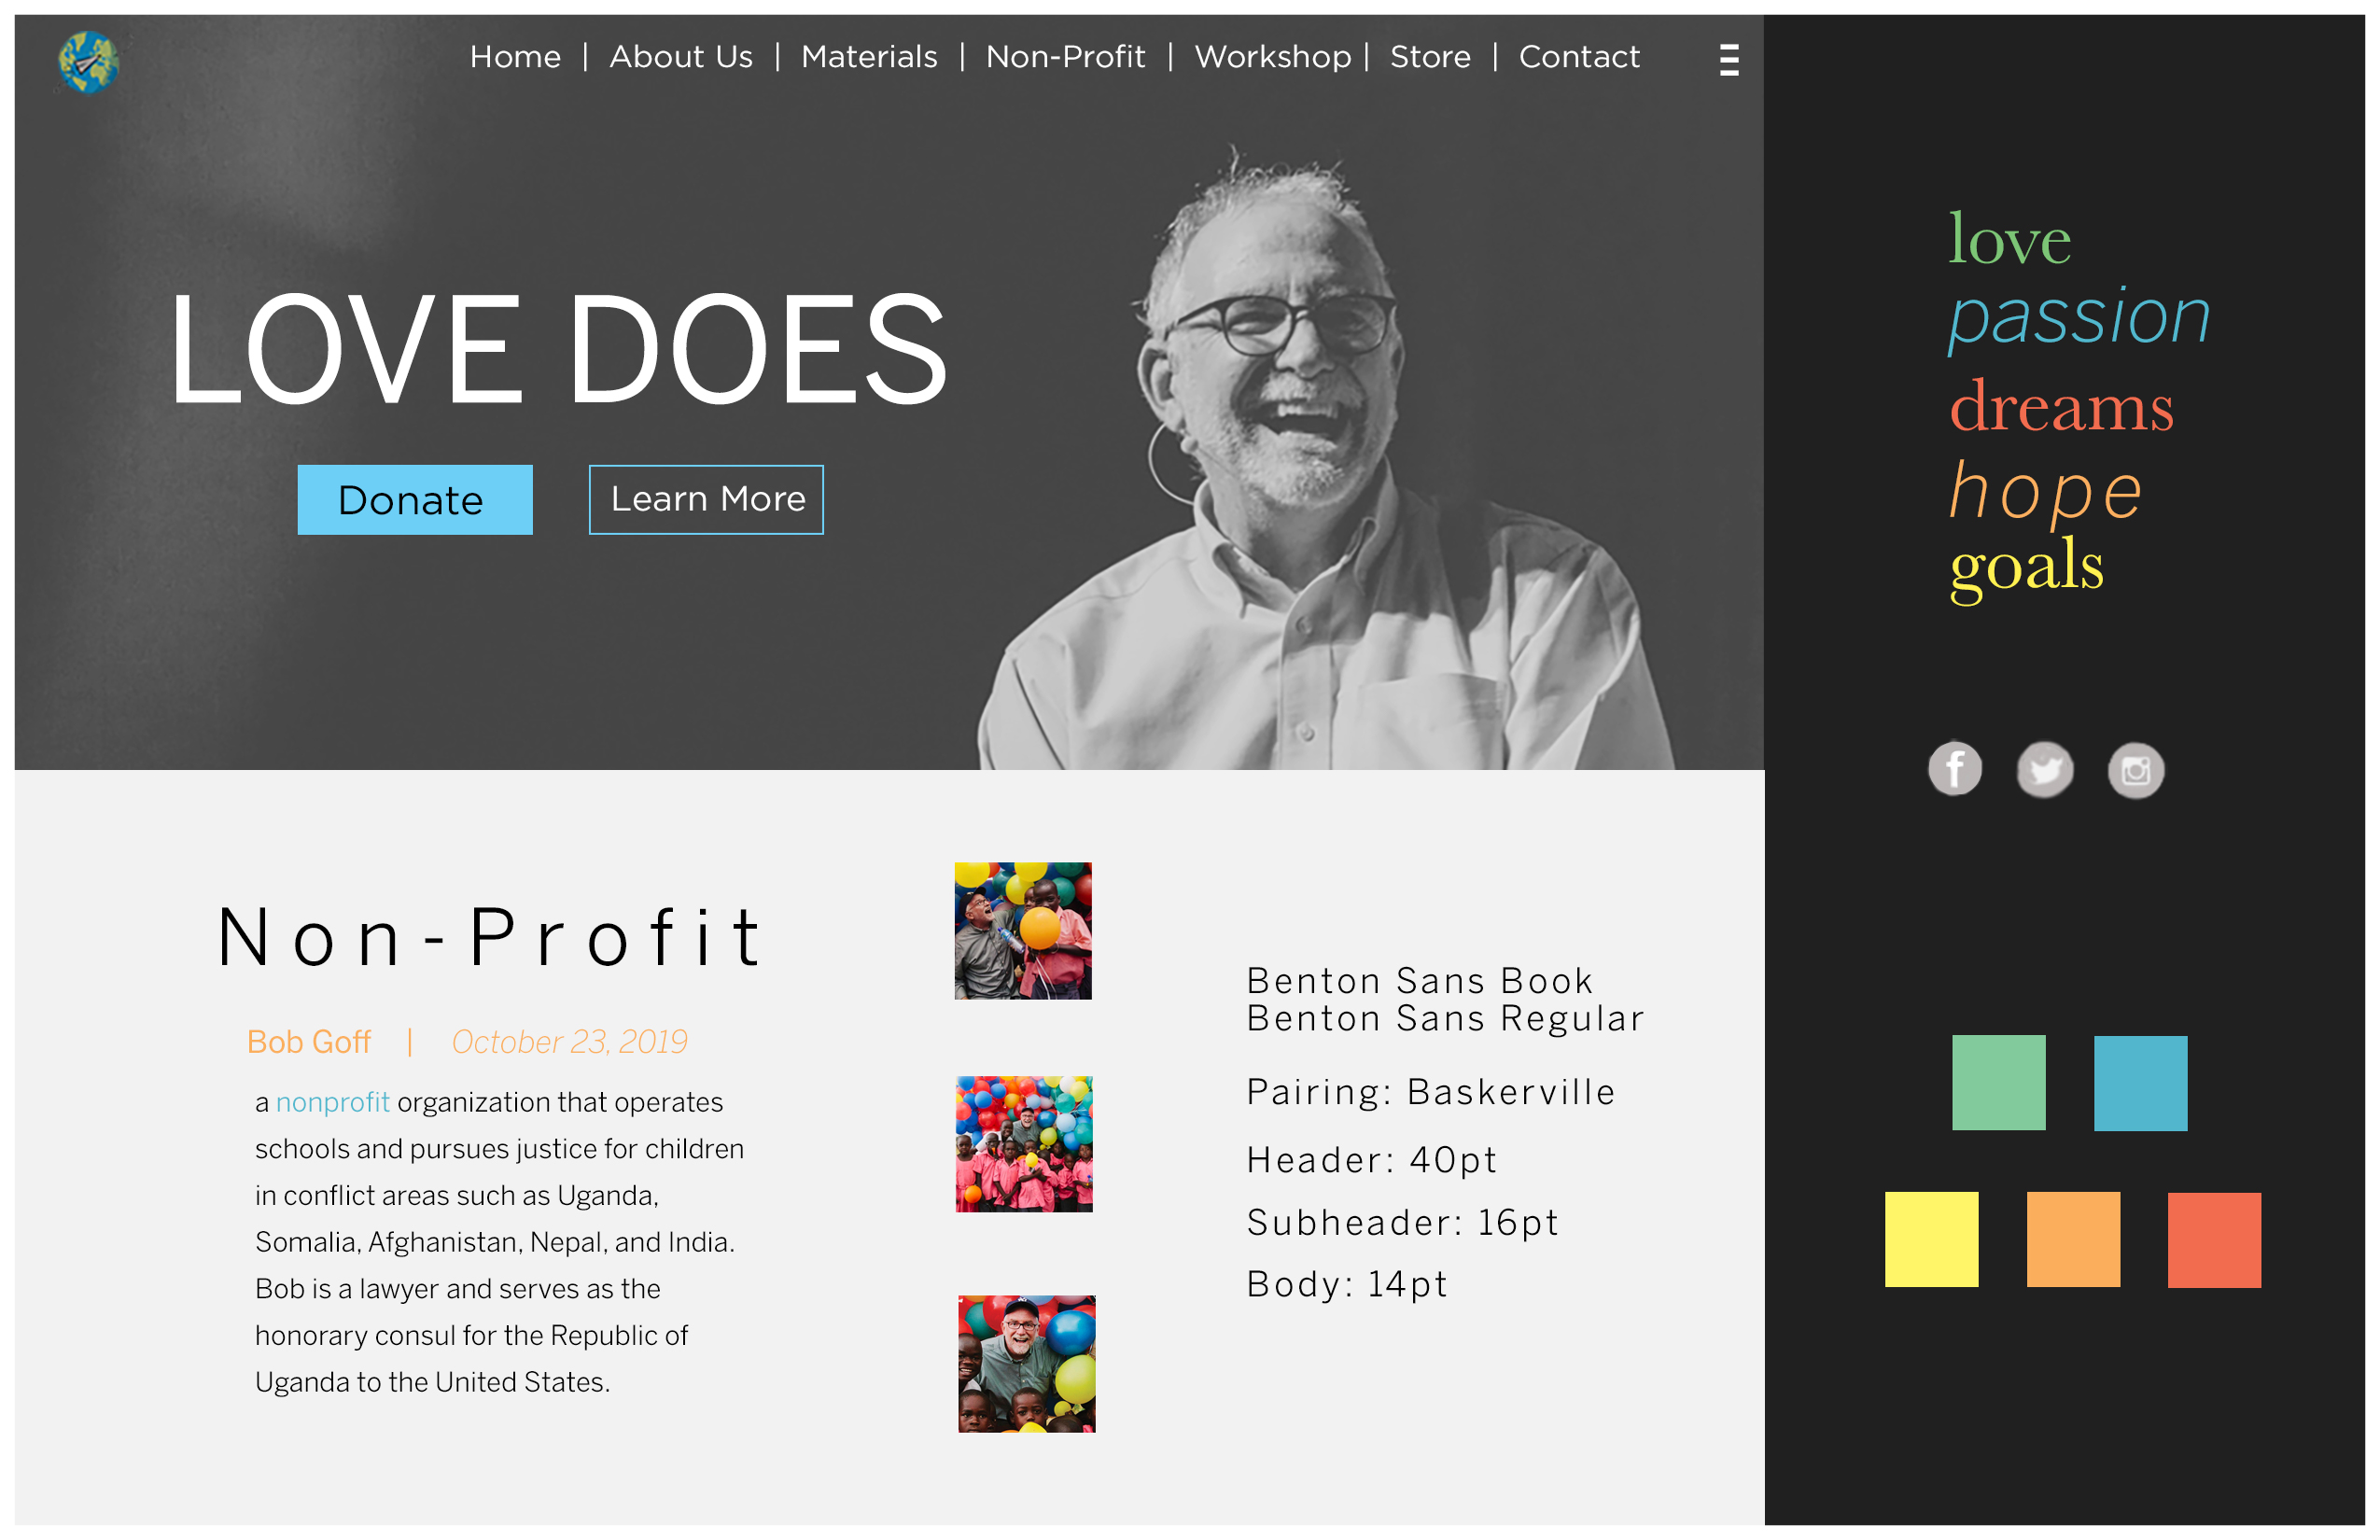 Home | About Us | Materials | Non-Profit | Workshop | Store | Contact
LOVE DOES
Donate
Learn More
love
passion
dreams
hope
goals
Non-Profit
Bob Goff | October 23, 2019
a nonprofit organization that operates
schools and pursues justice for children
in conflict areas such as Uganda,
Somalia, Afghanistan, Nepal, and India.
Bob is a lawyer and serves as the
honorary consul for the Republic of
Uganda to the United States.
Benton Sans Book
Benton Sans Regular
Pairing: Baskerville
Header: 40pt
Subheader: 16pt
Body: 14pt